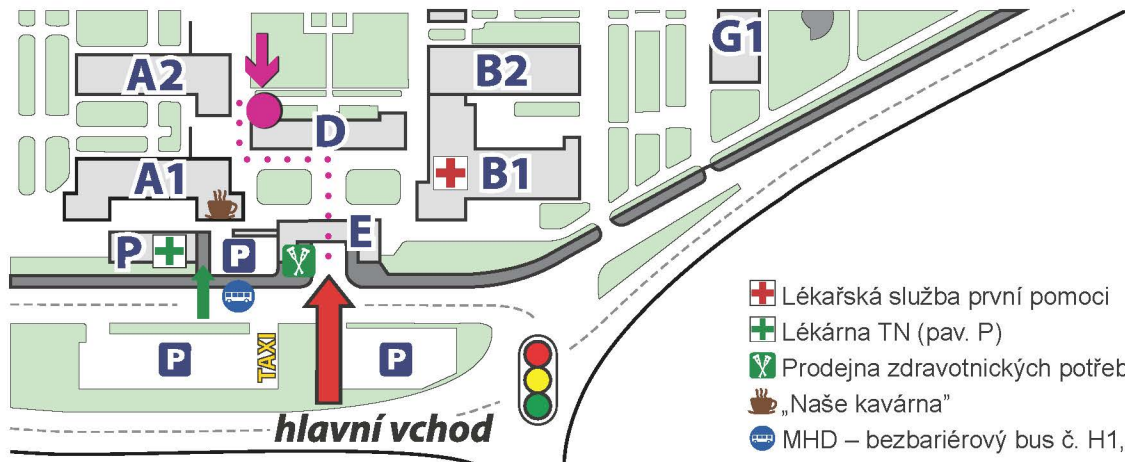 A2
B2
G1
D
A1
B1
P
P
E
P
TAXI
P
hlavní vchod
Lékařská služba první pomoci
Lékárna TN (pav. P)
Prodejna zdravotnických potřeb
„Naše kavárna"
MHD – bezbariérový bus č. H1,